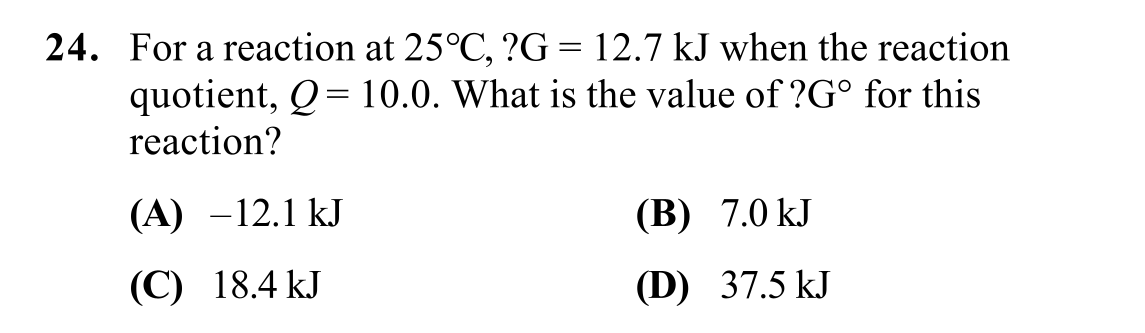 24. For a reaction at 25°C, ?G = 12.7 kJ when the reaction
quotient, Q = 10.0. What is the value of ?G° for this
reaction?
(A) –12.1 kJ (B) 7.0 kJ
(C) 18.4 kJ (D) 37.5 kJ